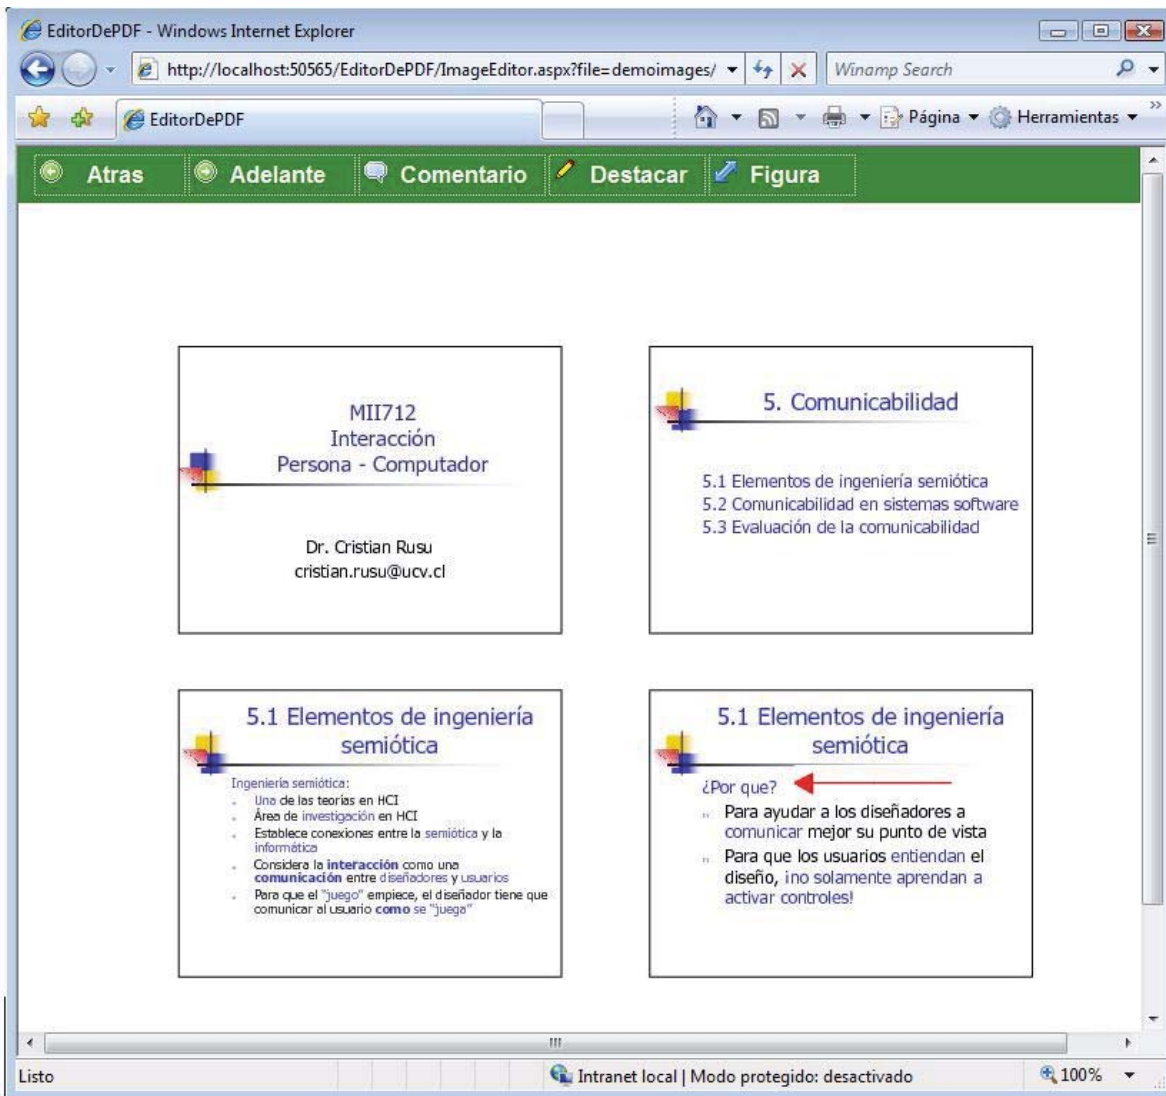 EditorDePDF - Windows Internet Explorer
http://localhost:50565/EditorDePDF/ImageEditor.aspx?file=demoimages/
Winamp Search
EditorDePDF
Página
Herramientas
Atras
Adelante
Comentario
Destacar
Figura
MII712
Interacción
Persona - Computador
Dr. Cristian Rusu
cristian.rusu@ucv.cl
5. Comunicabilidad
5.1 Elementos de ingeniería semiótica
5.2 Comunicabilidad en sistemas software
5.3 Evaluación de la comunicabilidad
5.1 Elementos de ingeniería
semiótica
Ingeniería semiótica:
Una de las teorías en HCI
Área de investigación en HCI
Establece conexiones entre la semiótica y la
informática
Considera la interacción como una
comunicación entre diseñadores y usuarios
Para que el "juego" empiece, el diseñador tiene que
comunicar al usuario como se "juega"
5.1 Elementos de ingeniería
semiótica
¿Por que?
Para ayudar a los diseñadores a
comunicar mejor su punto de vista
Para que los usuarios entiendan el
diseño, ¡no solamente aprendan a
activar controles!
Listo
Intranet local | Modo protegido: desactivado
100%